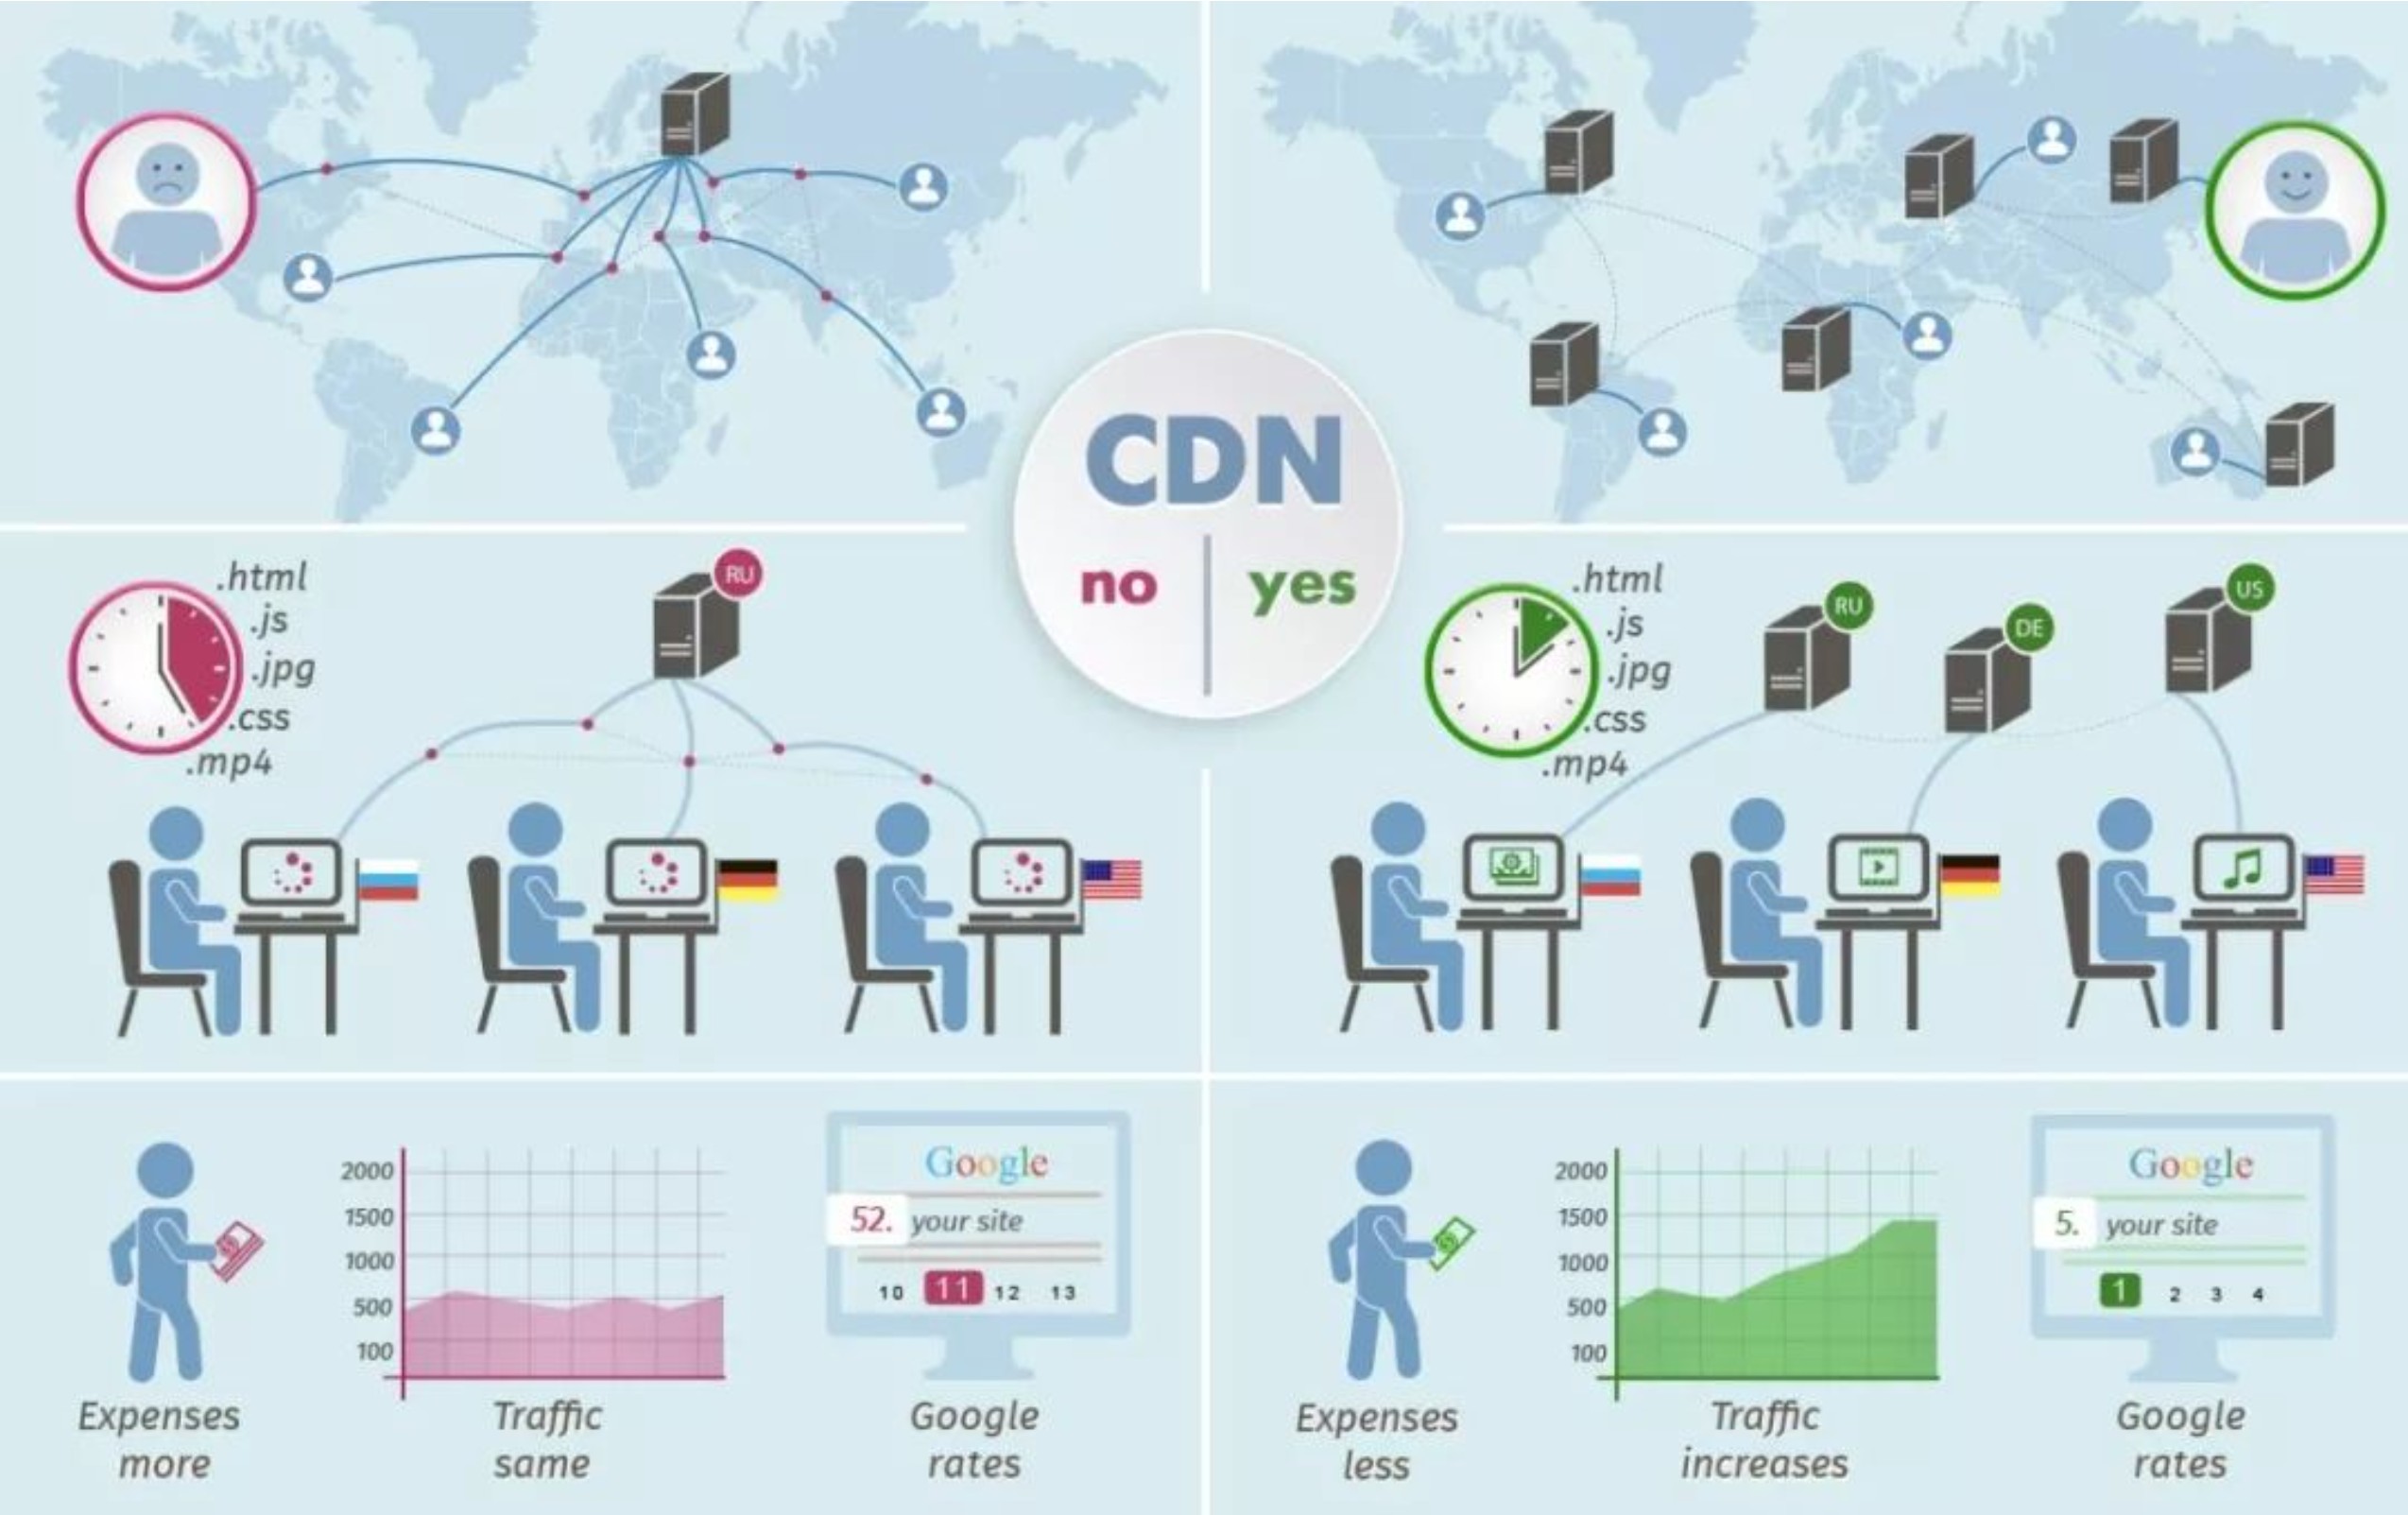 CDN
no
yes
.html
.js
.jpg
.css
.mp4
RU
.html
.js
.jpg
.css
.mp4
RU
DE
US
2000
1500
1000
500
100
Google
52. your site
10 11 12 13
Expenses
more
Traffic
same
Google
rates
2000
1500
1000
500
100
Google
5. your site
1 2 3 4
Expenses
less
Traffic
increases
Google
rates